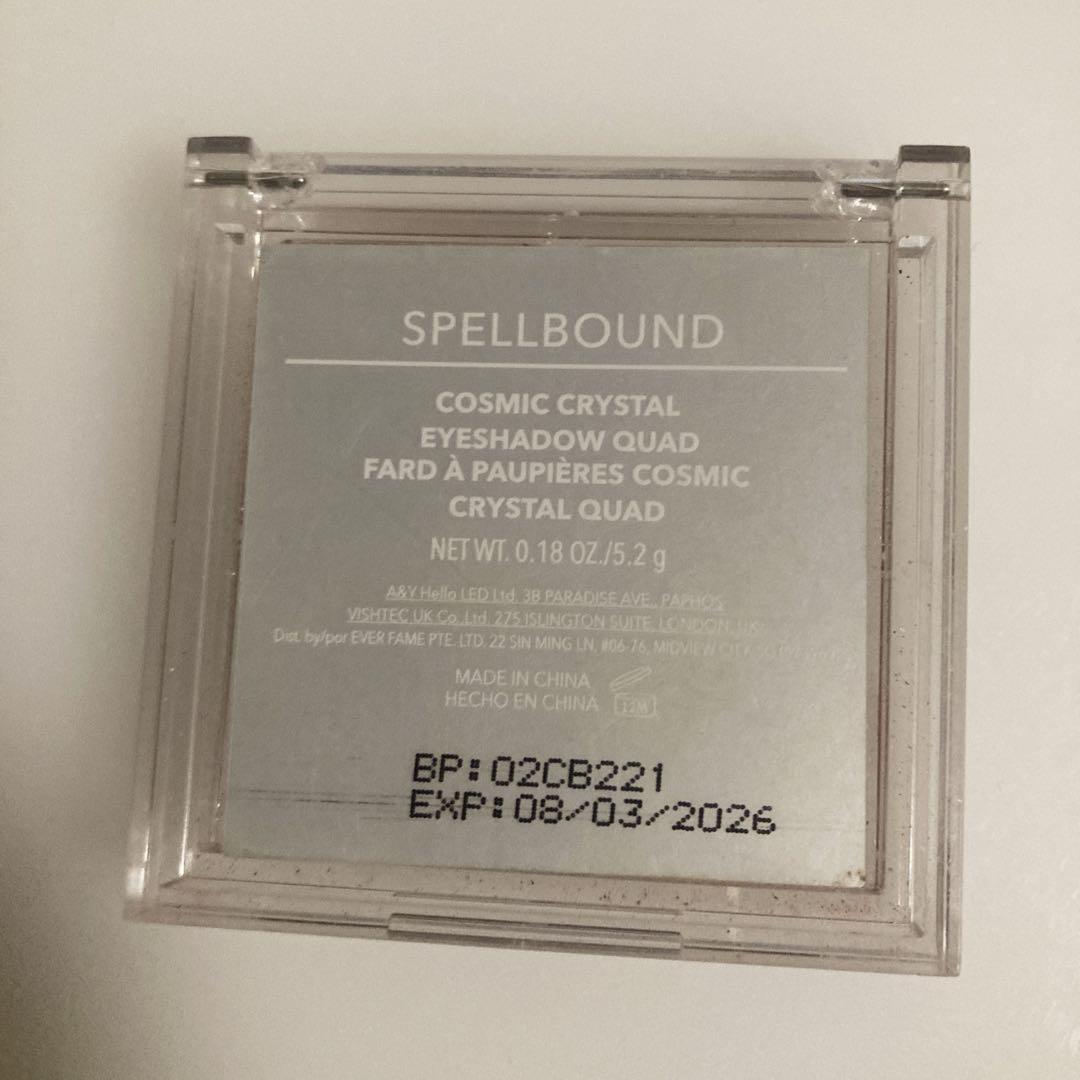 SPELLBOUND
COSMIC CRYSTAL
EYESHADOW QUAD
FARD À PAUPIÈRES COSMIC
CRYSTAL QUAD
NET WT. 0.18 OZ./5.2 g
A&Y Hello LED Ltd. 38 PARADISE AVE., PAPHOS
VISHTEC UK Co.,Ltd. 275 ISLINGTON SUITE, LONDON, UK
Dist. by/por EVER FAME PTE. LTD. 22 SIN MING LN, #06-76, MIDVIEW
MADE IN CHINA
HECHO EN CHINA 12M
BP:02CB221
EXP:08/03/2026